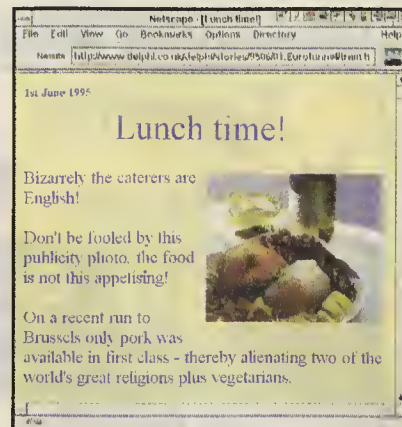 Netscape - [Lunch time!]
File Edit View Go Bookmarks Options Directory Help
Netsite
1st June 1995
Lunch time!
Bizarrely the caterers are
English!
Don't be fooled by this
publicity photo, the food
is not this appetising!
On a recent run to
Brussels only pork was
available in first class - thereby alienating two of the
world's great religions plus vegetarians.